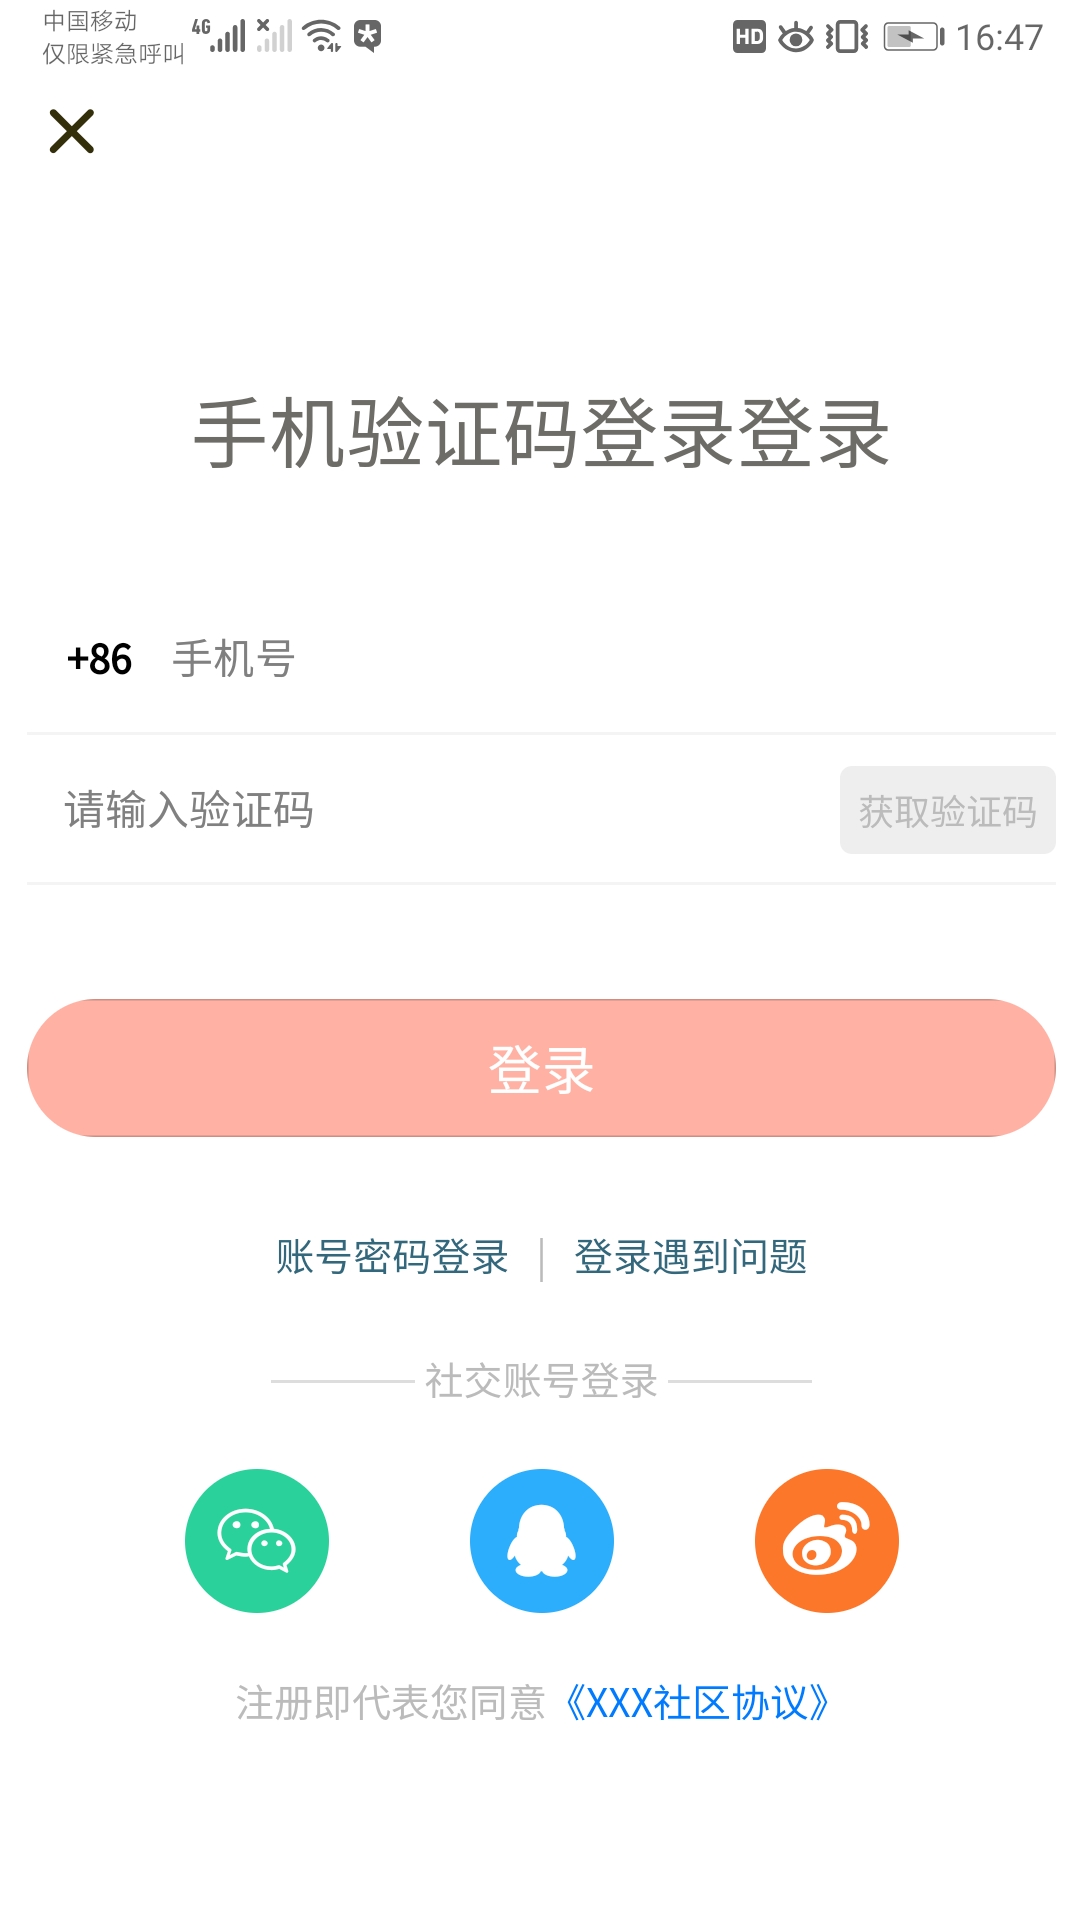 中国移动
仅限紧急呼叫
4G
HD
16:47
手机验证码登录登录
+86 手机号
请输入验证码
获取验证码
登录
账号密码登录 | 登录遇到问题
社交账号登录
注册即代表您同意《XXX社区协议》